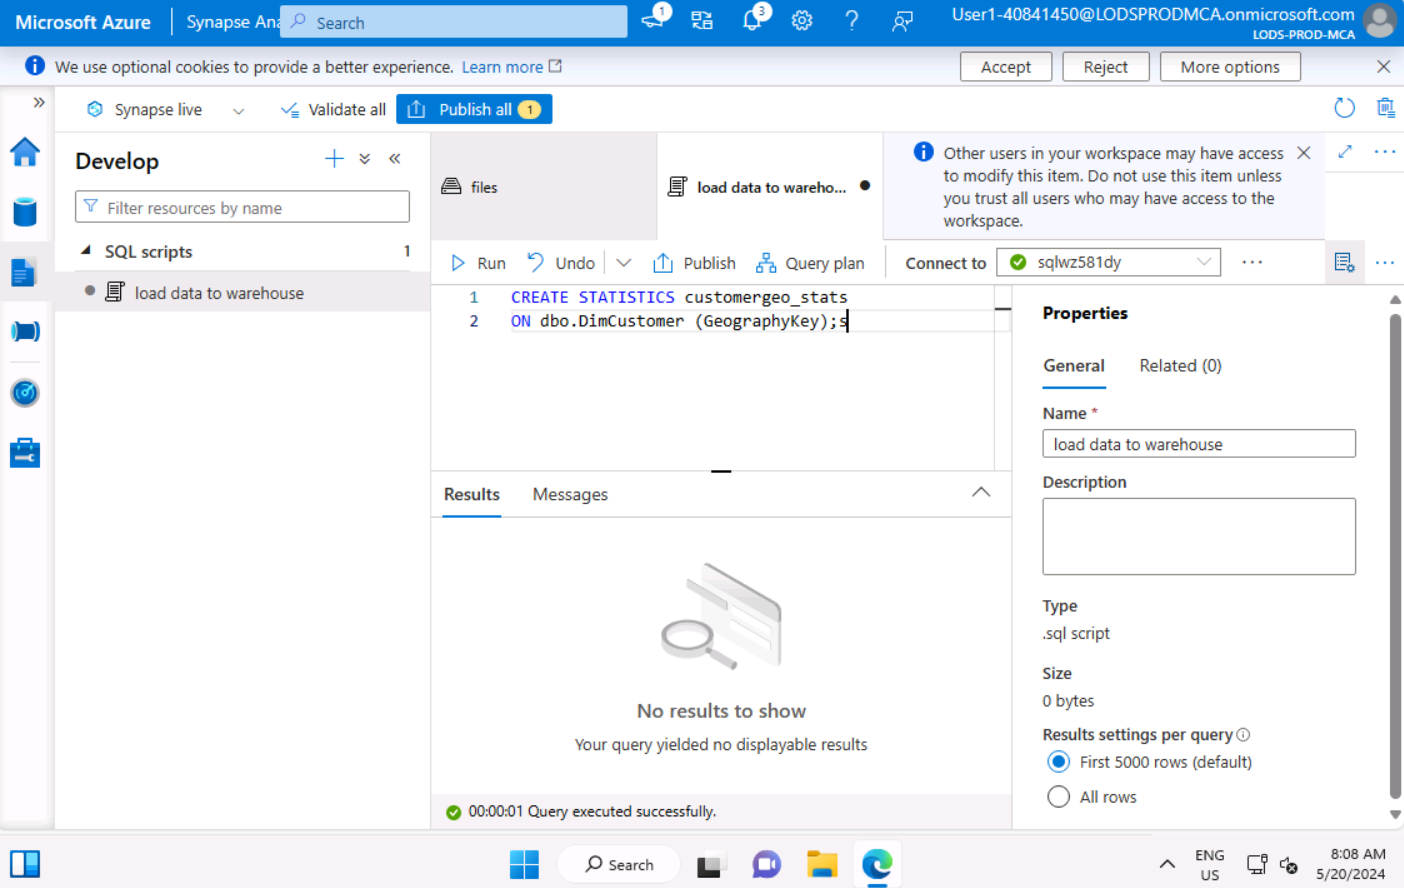 Microsoft Azure
Synapse Ana
Search
1
3
User1-40841450@LODSPRODMCA.onmicrosoft.com
LODS-PROD-MCA
We use optional cookies to provide a better experience. Learn more
Accept
Reject
More options
Synapse live
Validate all
Publish all 1
Develop
Filter resources by name
SQL scripts 1
load data to warehouse
files
load data to wareho...
Other users in your workspace may have access
to modify this item. Do not use this item unless
you trust all users who may have access to the
workspace.
Run
Undo
Publish
Query plan
Connect to
sqlwz581dy
1 CREATE STATISTICS customergeo_stats
2 ON dbo.DimCustomer (GeographyKey);s
Results
Messages
No results to show
Your query yielded no displayable results
00:00:01 Query executed successfully.
Properties
General
Related (0)
Name *
load data to warehouse
Description
Type
.sql script
Size
0 bytes
Results settings per query
First 5000 rows (default)
All rows
Search
ENG
US
8:08 AM
5/20/2024